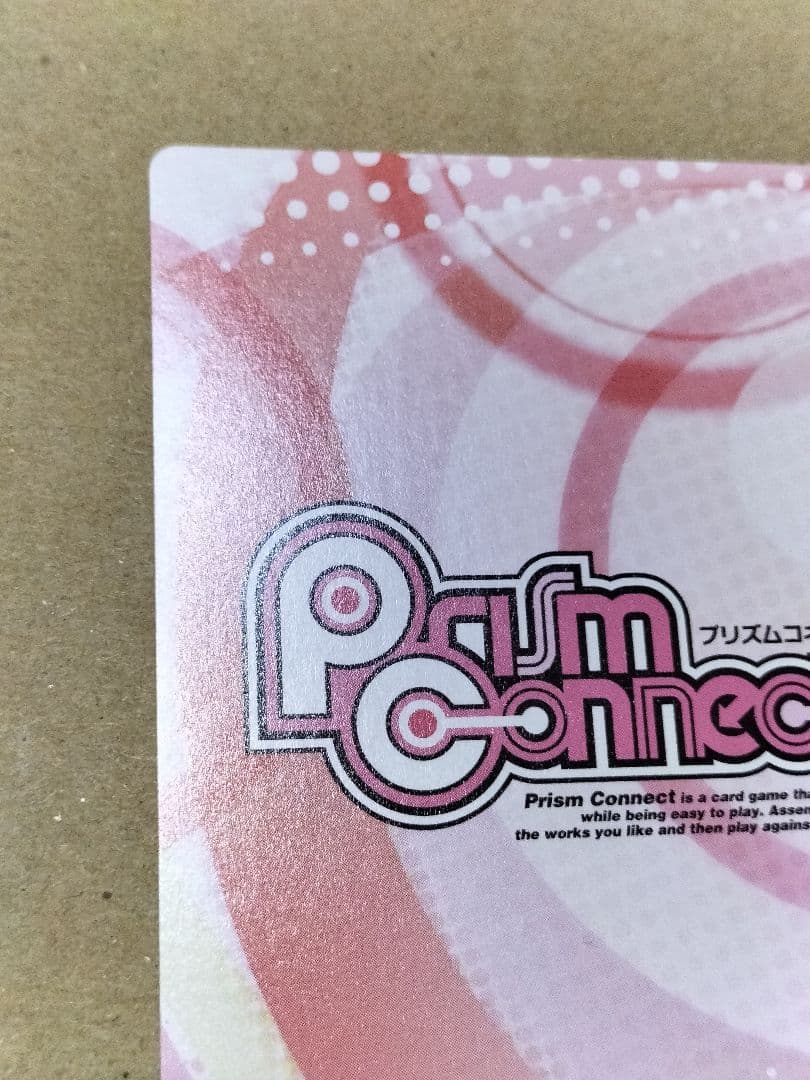 Prism
プリズムコネ
Connec
Prism Connect is a card game tha
while being easy to play. Assem
the works you like and then play agains